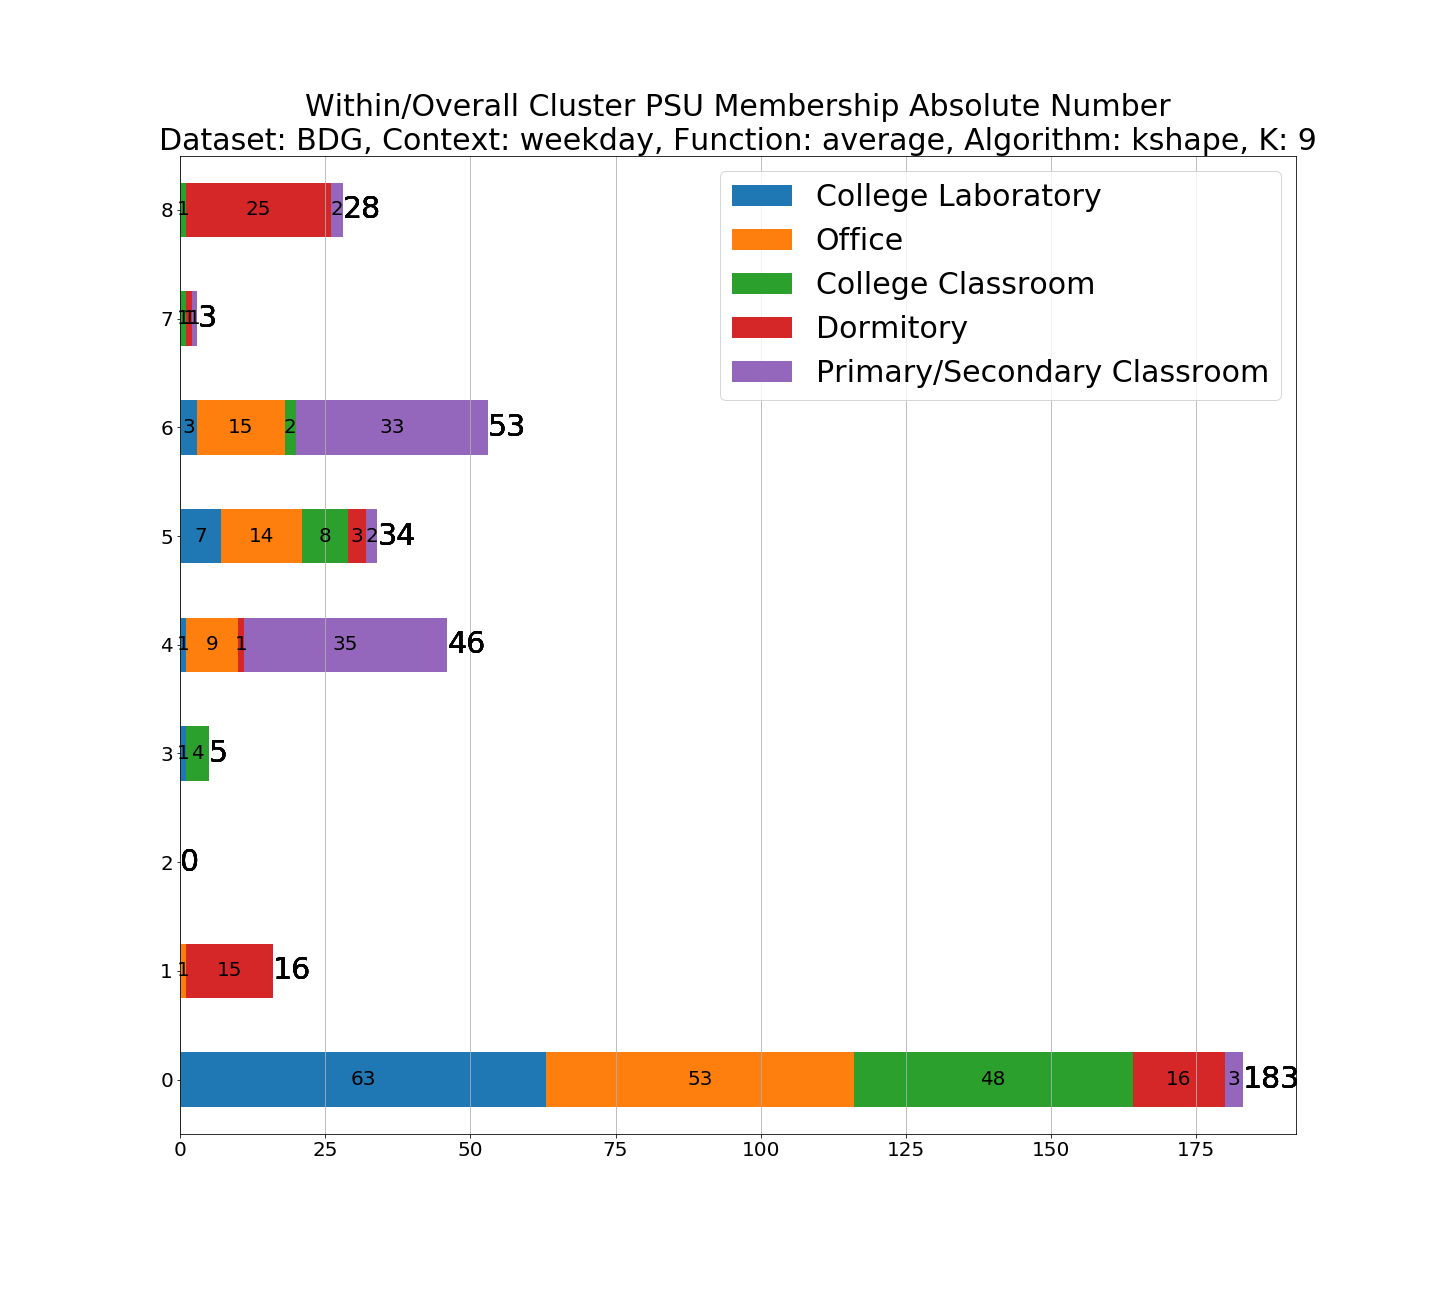 Within/Overall Cluster PSU Membership Absolute Number
Dataset: BDG, Context: weekday, Function: average, Algorithm: kshape, K: 9
College Laboratory
Office
College Classroom
Dormitory
Primary/Secondary Classroom
8 1 25 2 28
7 1 1 1 3
6 3 15 2 33 53
5 7 14 8 3 2 34
4 1 9 1 35 46
3 1 4 5
2 0
1 1 15 16
0 63 53 48 16 3 183
0 25 50 75 100 125 150 175